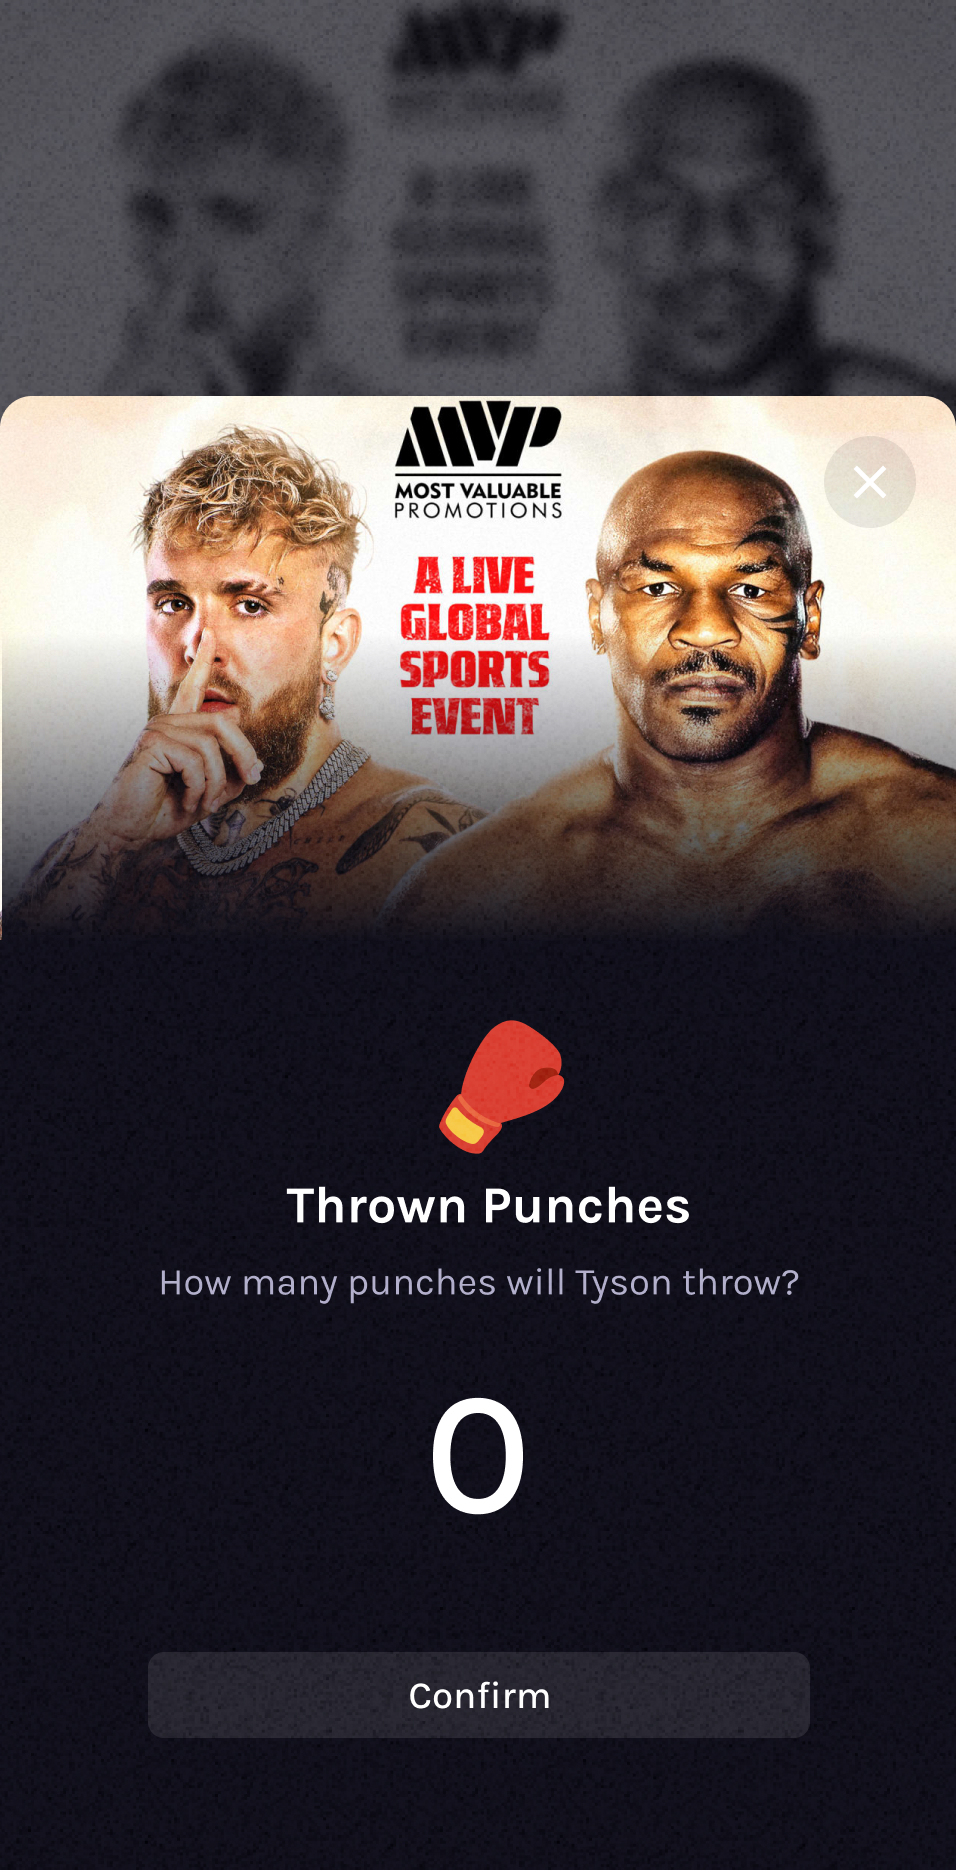 MVP
MOST VALUABLE
PROMOTIONS
A LIVE
GLOBAL
SPORTS
EVENT
Thrown Punches
How many punches will Tyson throw?
0
Confirm